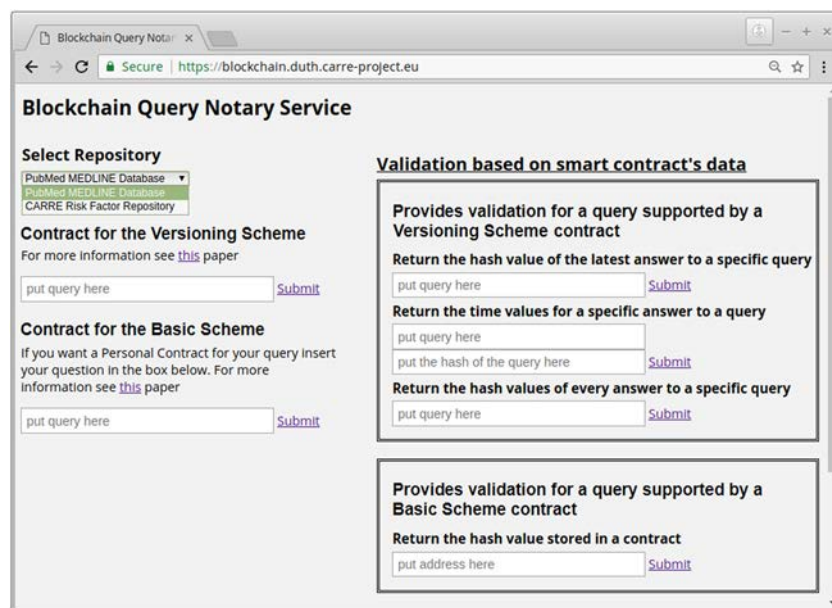 Blockchain Query Notar
Secure | https://blockchain.duth.carre-project.eu
Blockchain Query Notary Service
Select Repository
PubMed MEDLINE Database
PubMed MEDLINE Database
CARRE Risk Factor Repository
Contract for the Versioning Scheme
For more information see this paper
put query here Submit
Contract for the Basic Scheme
If you want a Personal Contract for your query insert
your question in the box below. For more
information see this paper
put query here Submit
Validation based on smart contract's data
Provides validation for a query supported by a
Versioning Scheme contract
Return the hash value of the latest answer to a specific query
put query here Submit
Return the time values for a specific answer to a query
put query here
put the hash of the query here Submit
Return the hash values of every answer to a specific query
put query here Submit
Provides validation for a query supported by a
Basic Scheme contract
Return the hash value stored in a contract
put address here Submit